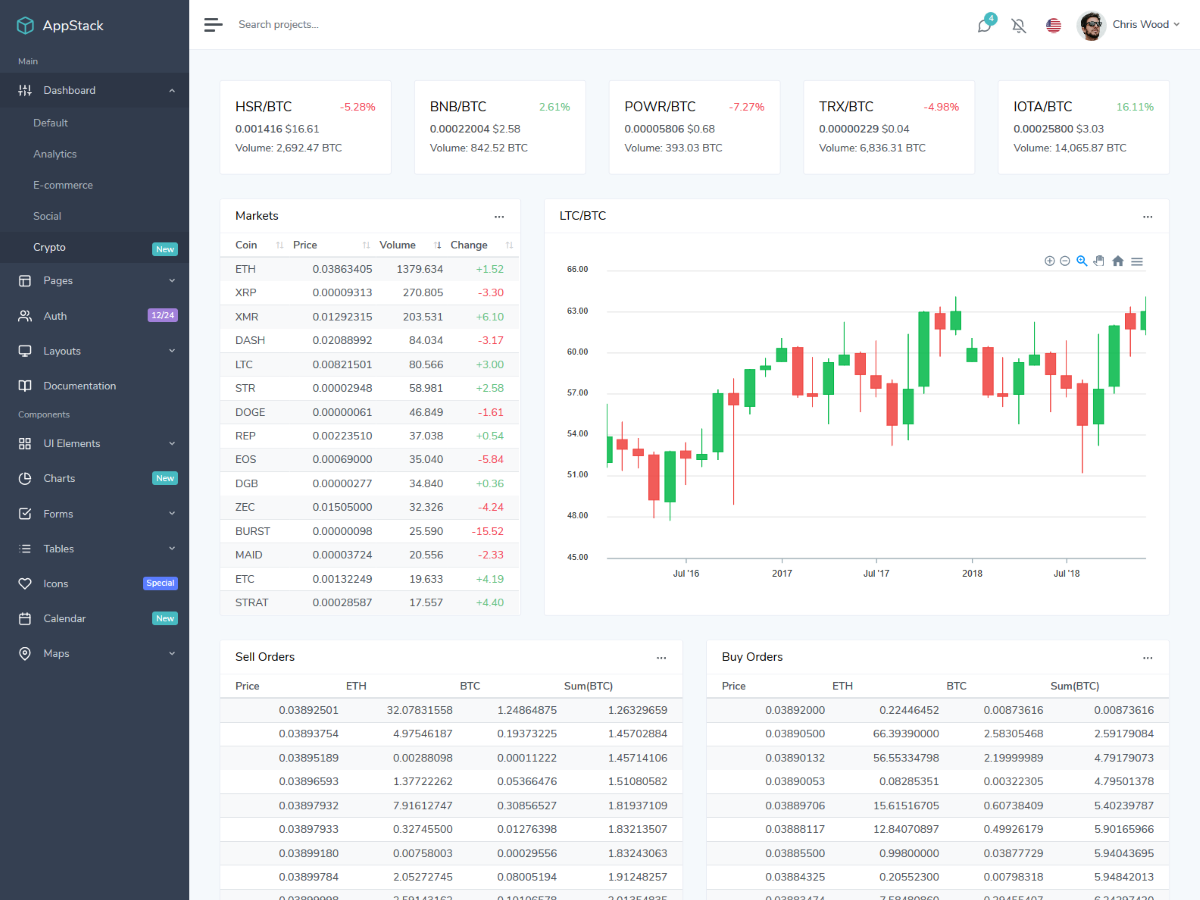 AppStack
Main
Dashboard
Default
Analytics
E-commerce
Social
Crypto New
Pages
Auth 12/24
Layouts
Documentation
Components
UI Elements
Charts New
Forms
Tables
Icons Special
Calendar New
Maps
Search projects...
4
Chris Wood
HSR/BTC -5.28%
0.001416 $16.61
Volume: 2,692.47 BTC
BNB/BTC 2.61%
0.00022004 $2.58
Volume: 842.52 BTC
POWR/BTC -7.27%
0.00005806 $0.68
Volume: 393.03 BTC
TRX/BTC -4.98%
0.00000229 $0.04
Volume: 6,836.31 BTC
IOTA/BTC 16.11%
0.00025800 $3.03
Volume: 14,065.87 BTC
Markets ...
Coin Price Volume Change
ETH 0.03863405 1379.634 +1.52
XRP 0.00009313 270.805 -3.30
XMR 0.01292315 203.531 +6.10
DASH 0.02088992 84.034 -3.17
LTC 0.00821501 80.566 +3.00
STR 0.00002948 58.981 +2.58
DOGE 0.00000061 46.849 -1.61
REP 0.02235100 37.038 +0.54
EOS 0.00069000 35.040 -5.84
DGB 0.00000277 34.840 +0.36
ZEC 0.01505000 32.326 -4.24
BURST 0.00000098 25.590 -15.52
MAID 0.00003724 20.556 -2.33
ETC 0.00132249 19.633 +4.19
STRAT 0.00028587 17.557 +4.40
LTC/BTC ...
66.00
63.00
60.00
57.00
54.00
51.00
48.00
45.00
Jul '16 2017 Jul '17 2018 Jul '18
Sell Orders ...
Price ETH BTC Sum(BTC)
0.03892501 32.07831558 1.24864875 1.26329659
0.03893754 4.97546187 0.19373225 1.45702884
0.03895189 0.00288098 0.00011222 1.45714106
0.03896593 1.37722262 0.05366476 1.51080582
0.03897932 7.91612747 0.30856527 1.81937109
0.03897933 0.32745500 0.01276398 1.83213507
0.03899180 0.00758003 0.00029556 1.83243063
0.03899784 2.05272745 0.08005194 1.91248257
Buy Orders ...
Price ETH BTC Sum(BTC)
0.03892000 0.22446452 0.00873616 0.00873616
0.03890500 66.39390000 2.58305468 2.59179084
0.03890132 56.55334798 2.19999989 4.79179073
0.03890053 0.08285351 0.00322305 4.79501378
0.03889706 15.61516705 0.60738409 5.40239787
0.03888117 12.84070897 0.49926179 5.90165966
0.03885500 0.99800000 0.03877729 5.94043695
0.03884325 0.20552300 0.00798318 5.94842013